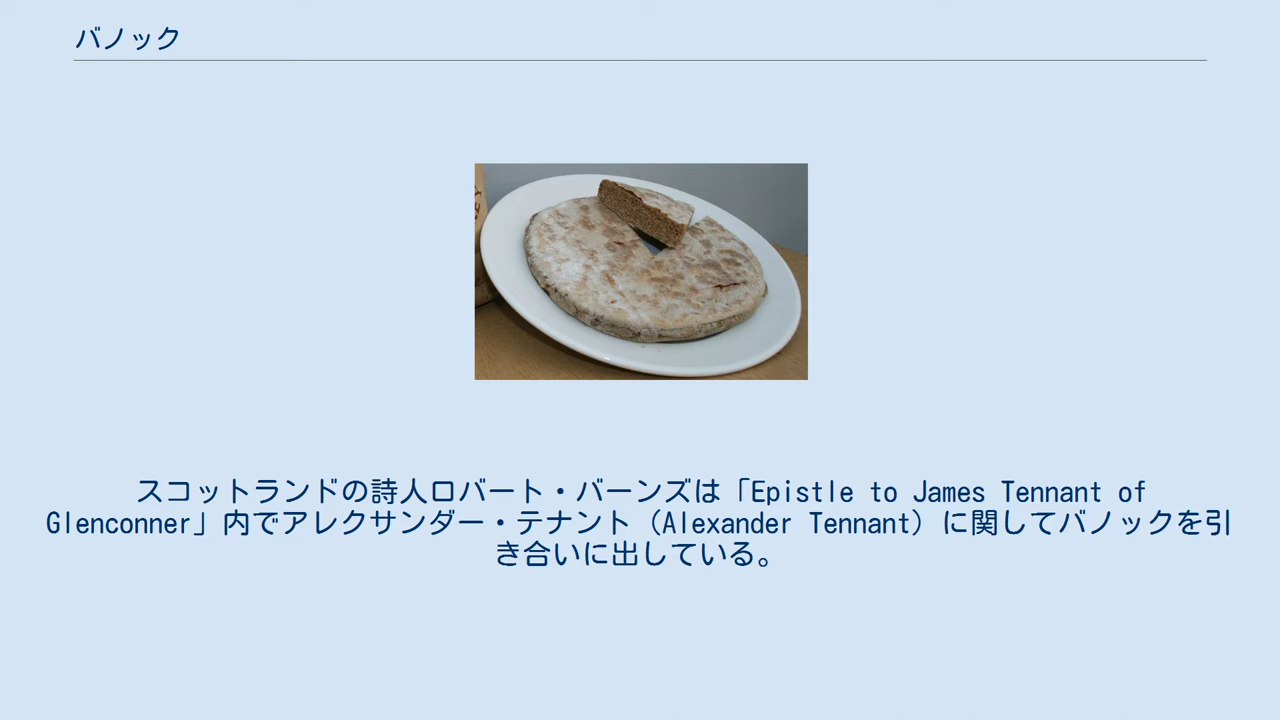 バノック
スコットランドの詩人ロバート・バーンズは「Epistle to James Tennant of
Glenconner」内でアレクサンダー・テナント（Alexander Tennant）に関してバノックを引
き合いに出している。